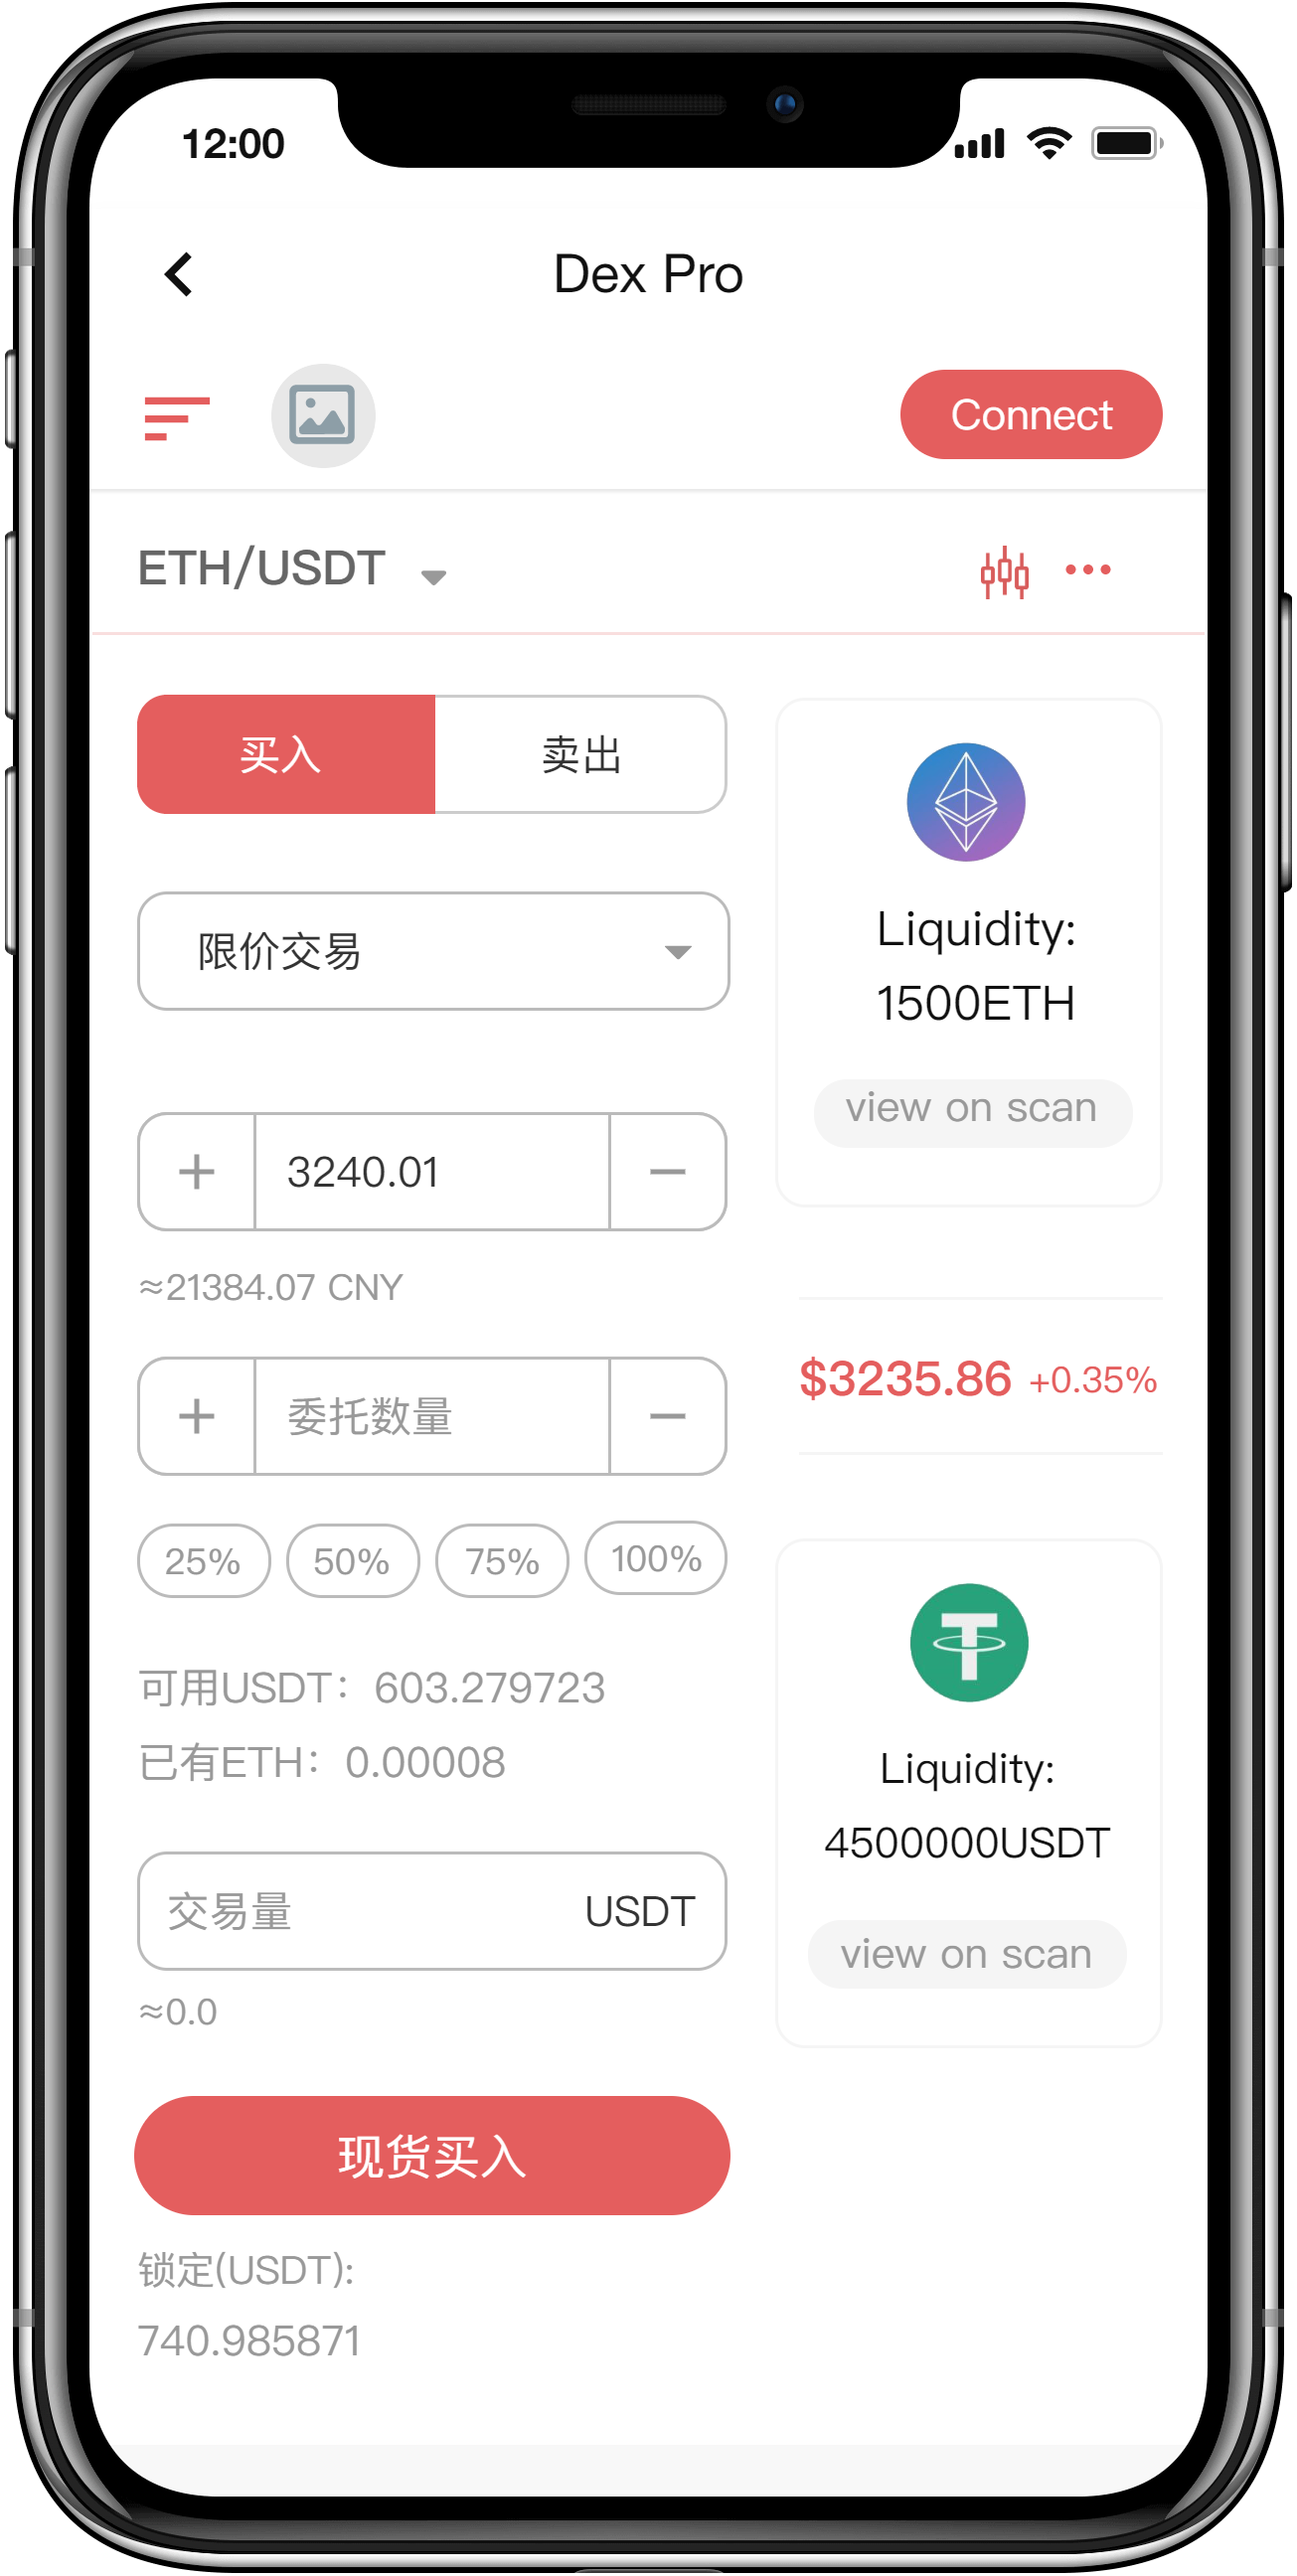 12:00
Dex Pro
Connect
ETH/USDT
买入
卖出
限价交易
3240.01
≈21384.07 CNY
委托数量
25%
50%
75%
100%
可用USDT：603.279723
已有ETH：0.00008
交易量
USDT
≈0.0
现货买入
锁定(USDT):
740.985871
Liquidity:
1500ETH
view on scan
$3235.86 +0.35%
Liquidity:
4500000USDT
view on scan